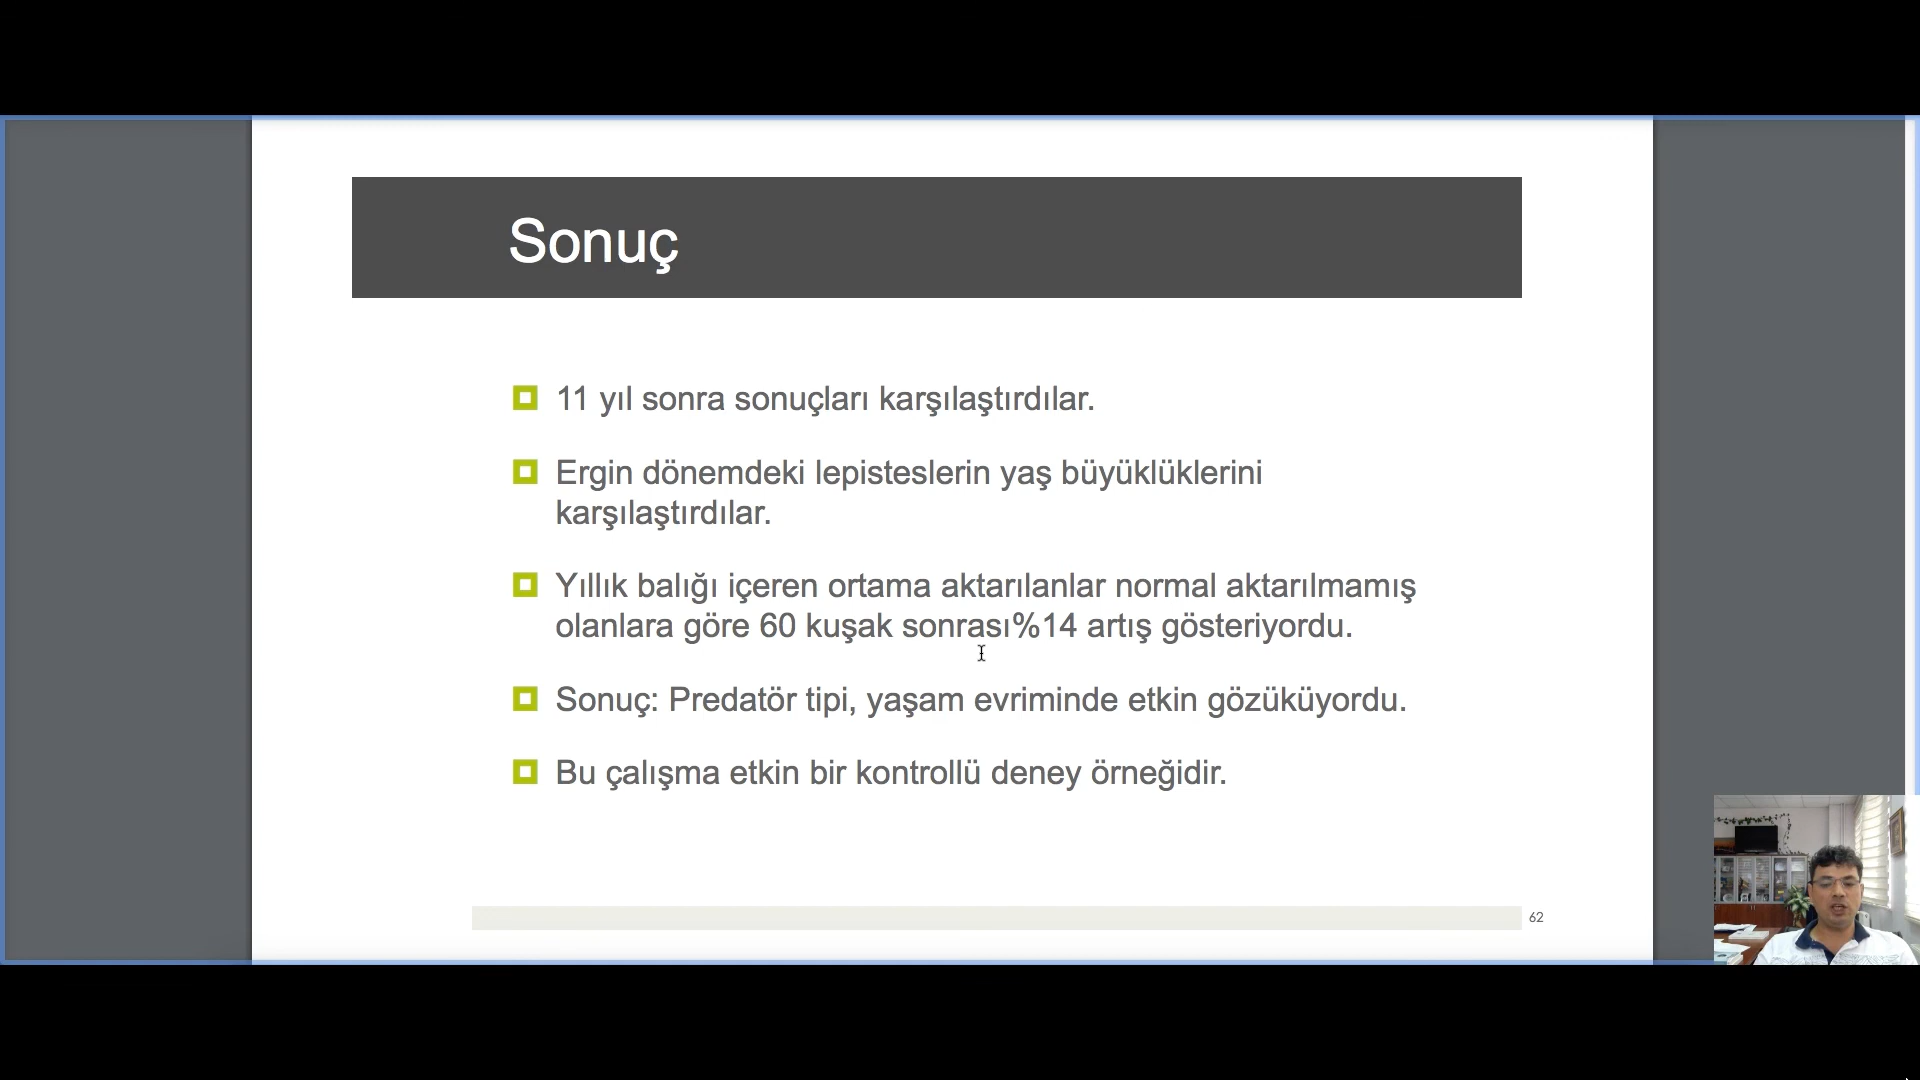 Sonuç
11 yıl sonra sonuçları karşılaştırdılar.
Ergin dönemdeki lepisteslerin yaş büyüklüklerini
karşılaştırdılar.
Yıllık balığı içeren ortama aktarılanlar normal aktarılmamış
olanlara göre 60 kuşak sonrası%14 artış gösteriyordu.
Sonuç: Predatör tipi, yaşam evriminde etkin gözüküyordu.
Bu çalışma etkin bir kontrollü deney örneğidir.
62